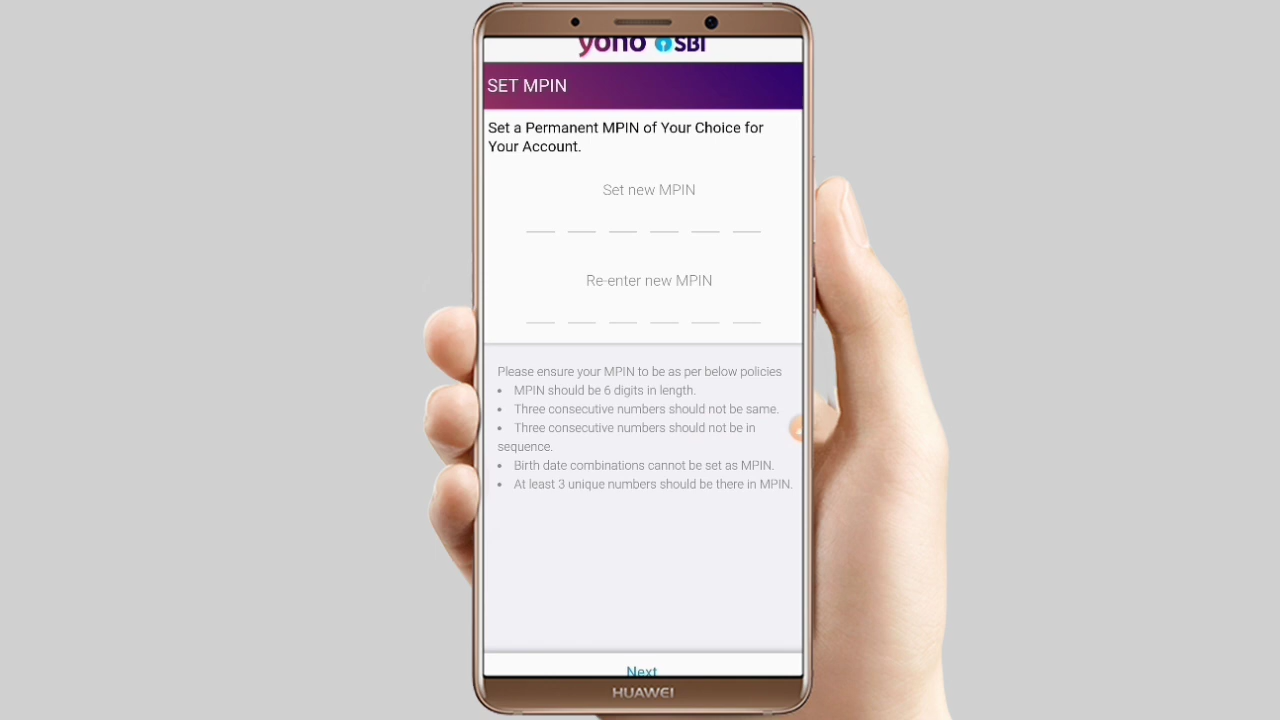 yono SBI
SET MPIN
Set a Permanent MPIN of Your Choice for
Your Account.
Set new MPIN
Re-enter new MPIN
Please ensure your MPIN to be as per below policies
• MPIN should be 6 digits in length.
• Three consecutive numbers should not be same.
• Three consecutive numbers should not be in
sequence.
• Birth date combinations cannot be set as MPIN.
• At least 3 unique numbers should be there in MPIN.
Next
HUAWEI